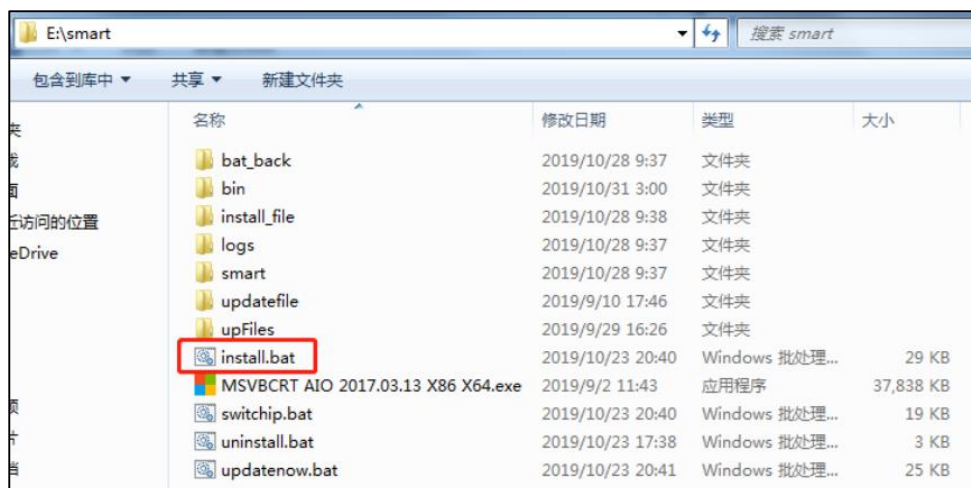 E:\smart 搜索 smart
包含到库中 共享 新建文件夹
名称 修改日期 类型 大小
bat_back 2019/10/28 9:37 文件夹
bin 2019/10/31 3:00 文件夹
install_file 2019/10/28 9:38 文件夹
logs 2019/10/28 9:37 文件夹
smart 2019/10/28 9:37 文件夹
updatefile 2019/9/10 17:46 文件夹
upFiles 2019/9/29 16:26 文件夹
install.bat 2019/10/23 20:40 Windows 批处理... 29 KB
MSVBCRT AIO 2017.03.13 X86 X64.exe 2019/9/2 11:43 应用程序 37,838 KB
switchip.bat 2019/10/23 20:40 Windows 批处理... 19 KB
uninstall.bat 2019/10/23 17:38 Windows 批处理... 3 KB
updatenow.bat 2019/10/23 20:41 Windows 批处理... 25 KB
夹
面
近访问的位置
eDrive